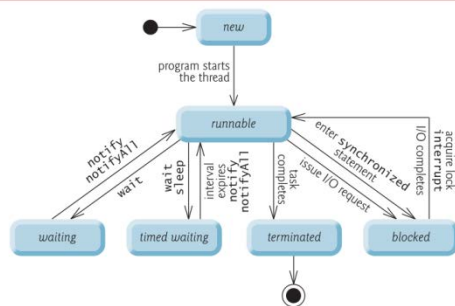 new
program starts
the thread
runnable
notify
notifyAll
wait
wait
sleep
interval
expires
notify
notifyAll
task
completes
enter synchronized
statement
issue I/O request
acquire lock
interrupt
I/O completes
waiting
timed waiting
terminated
blocked